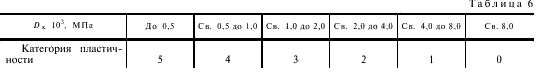 Таблица 6
D к 10³, МПа До 0,5 Св. 0,5 до 1,0 Св. 1,0 до 2,0 Св. 2,0 до 4,0 Св. 4,0 до 8,0 Св. 8,0
Категория пластич-
ности 5 4 3 2 1 0